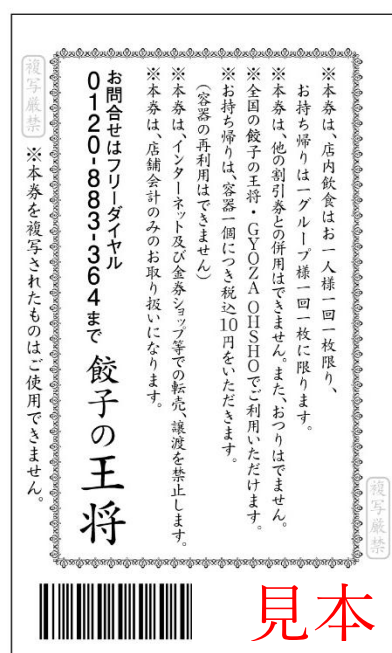 ※本券は、店内飲食はお一人様一回一枚限り、
お持ち帰りは一グループ様一回一枚に限ります。
※本券は、他の割引券との併用はできません。また、おつりはでません。
※全国の餃子の王将・GYOZA OHSHOでご利用いただけます。
※お持ち帰りは、容器一個につき税込10円をいただきます。
(容器の再利用はできません)
※本券は、インターネット及び金券ショップ等での転売、譲渡を禁止します。
※本券は、店舗会計のみのお取り扱いになります。
お問合せはフリーダイヤル
0120-883-364まで
餃子の王将
複写厳禁
※本券を複写されたものはご使用できません。
複写厳禁
見本